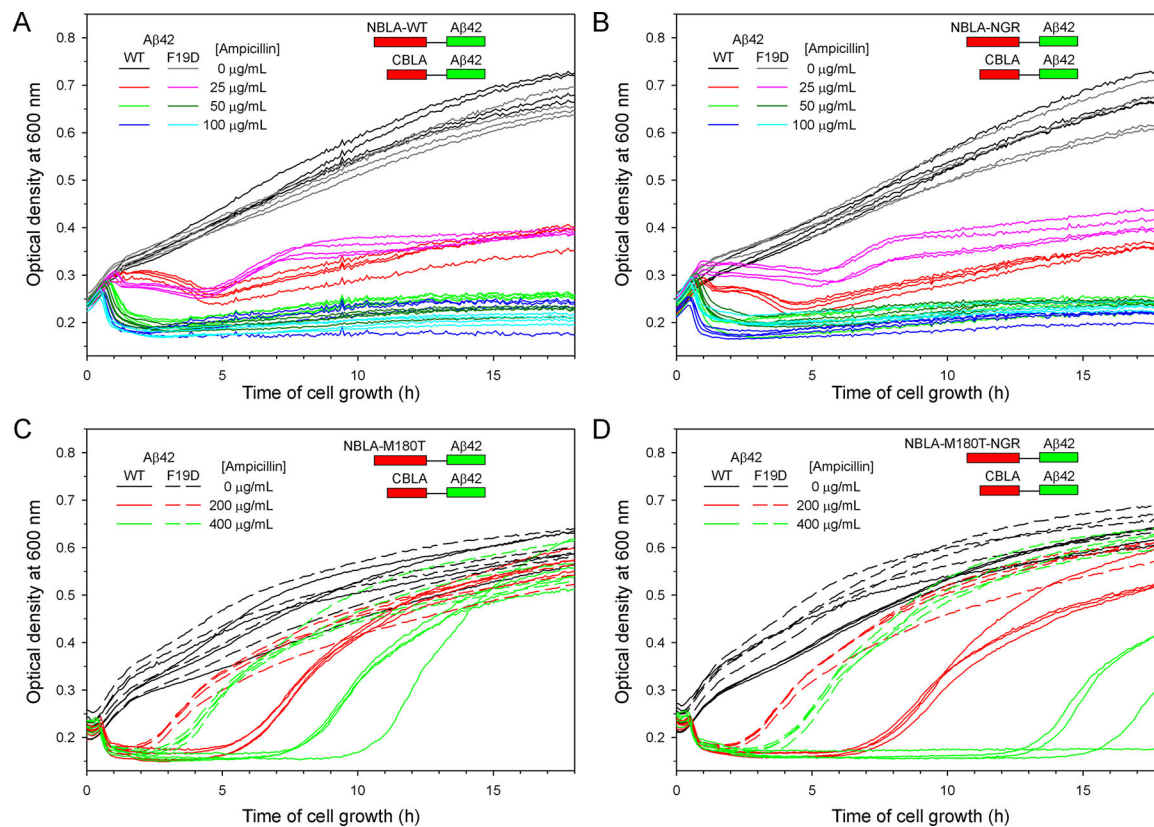 A
NBLA-WT Aβ42
CBLA Aβ42
Aβ42
WT F19D [Ampicillin]
0 μg/mL
25 μg/mL
50 μg/mL
100 μg/mL
Optical density at 600 nm
0.8
0.7
0.6
0.5
0.4
0.3
0.2
0 5 10 15
Time of cell growth (h)
B
NBLA-NGR Aβ42
CBLA Aβ42
Aβ42
WT F19D [Ampicillin]
0 μg/mL
25 μg/mL
50 μg/mL
100 μg/mL
Optical density at 600 nm
0.8
0.7
0.6
0.5
0.4
0.3
0.2
0 5 10 15
Time of cell growth (h)
C
NBLA-M180T Aβ42
CBLA Aβ42
Aβ42
WT F19D [Ampicillin]
0 μg/mL
200 μg/mL
400 μg/mL
Optical density at 600 nm
0.8
0.7
0.6
0.5
0.4
0.3
0.2
0 5 10 15
Time of cell growth (h)
D
NBLA-M180T-NGR Aβ42
CBLA Aβ42
Aβ42
WT F19D [Ampicillin]
0 μg/mL
200 μg/mL
400 μg/mL
Optical density at 600 nm
0.8
0.7
0.6
0.5
0.4
0.3
0.2
0 5 10 15
Time of cell growth (h)